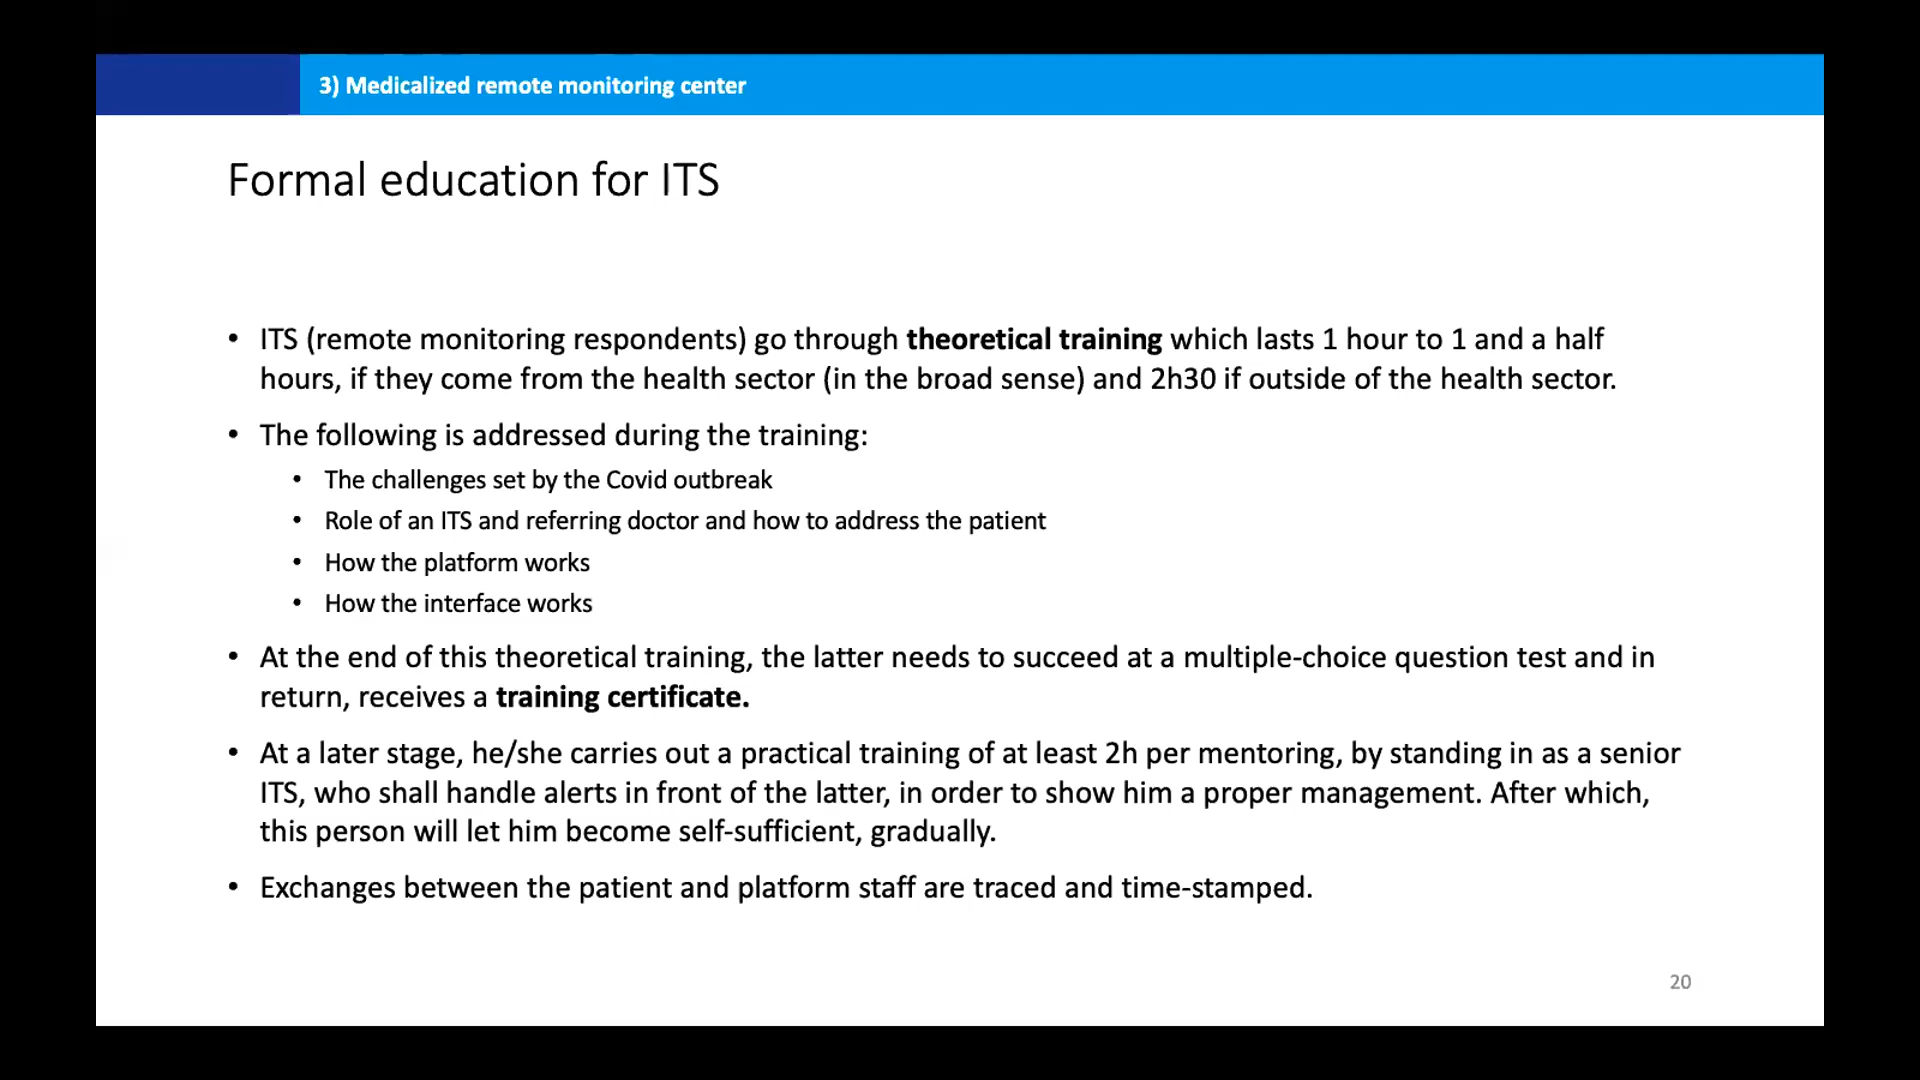 3) Medicalized remote monitoring center
Formal education for ITS
• ITS (remote monitoring respondents) go through theoretical training which lasts 1 hour to 1 and a half
hours, if they come from the health sector (in the broad sense) and 2h30 if outside of the health sector.
• The following is addressed during the training:
• The challenges set by the Covid outbreak
• Role of an ITS and referring doctor and how to address the patient
• How the platform works
• How the interface works
• At the end of this theoretical training, the latter needs to succeed at a multiple-choice question test and in
return, receives a training certificate.
• At a later stage, he/she carries out a practical training of at least 2h per mentoring, by standing in as a senior
ITS, who shall handle alerts in front of the latter, in order to show him a proper management. After which,
this person will let him become self-sufficient, gradually.
• Exchanges between the patient and platform staff are traced and time-stamped.
20